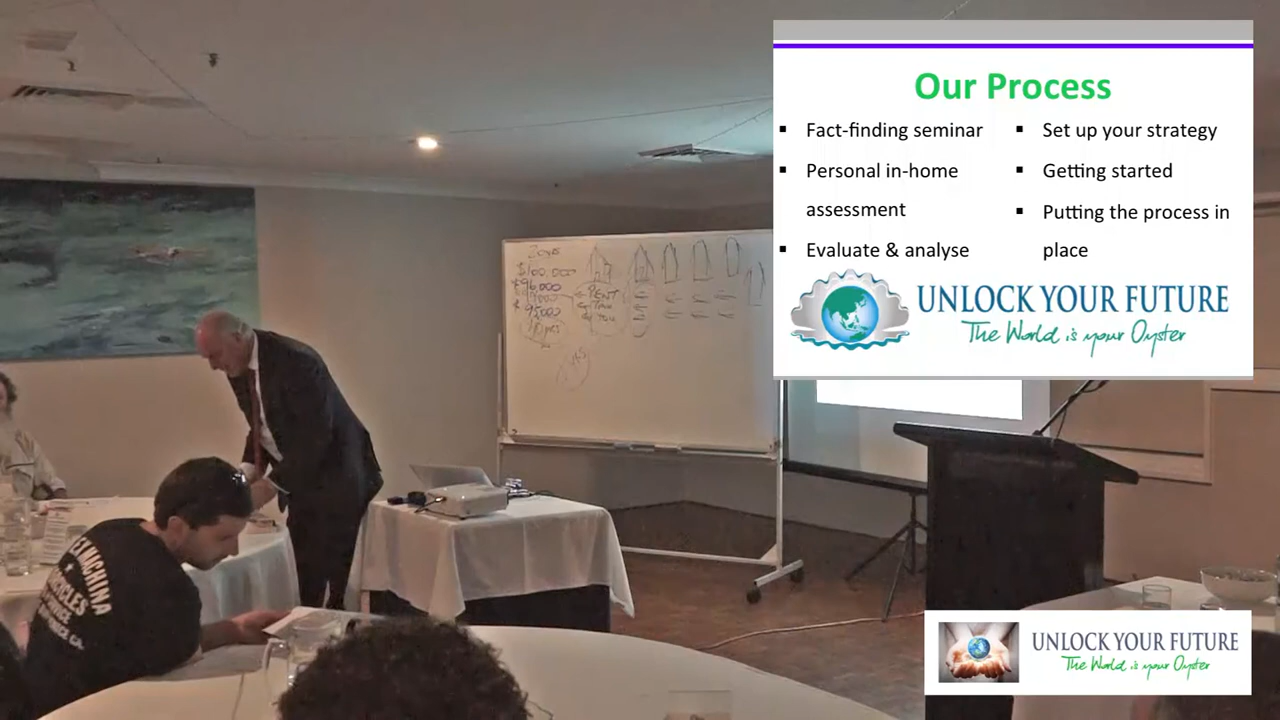 Our Process
▪ Fact-finding seminar
▪ Personal in-home
assessment
▪ Evaluate & analyse
▪ Set up your strategy
▪ Getting started
▪ Putting the process in
place
UNLOCK YOUR FUTURE
The World is your Oyster
$100,000
RENT
TAX
YOU
UNLOCK YOUR FUTURE
The World is your Oyster